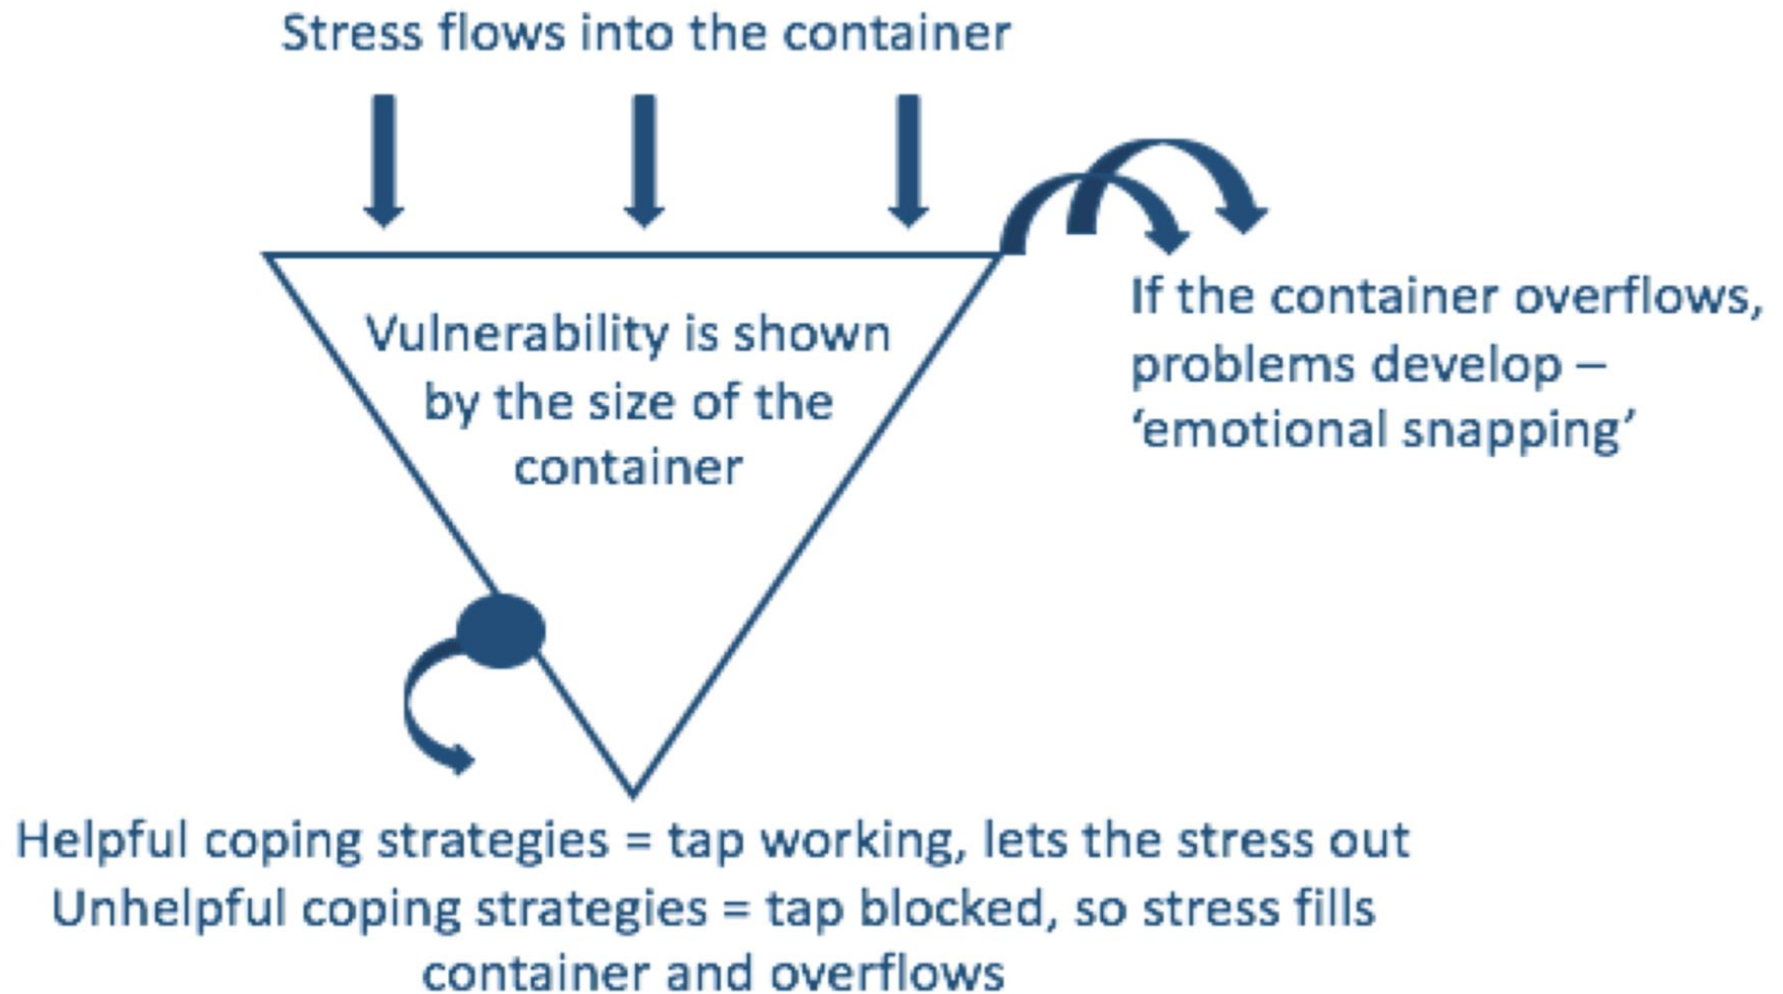 Stress flows into the container
Vulnerability is shown
by the size of the
container
If the container overflows,
problems develop –
‘emotional snapping’
Helpful coping strategies = tap working, lets the stress out
Unhelpful coping strategies = tap blocked, so stress fills
container and overflows